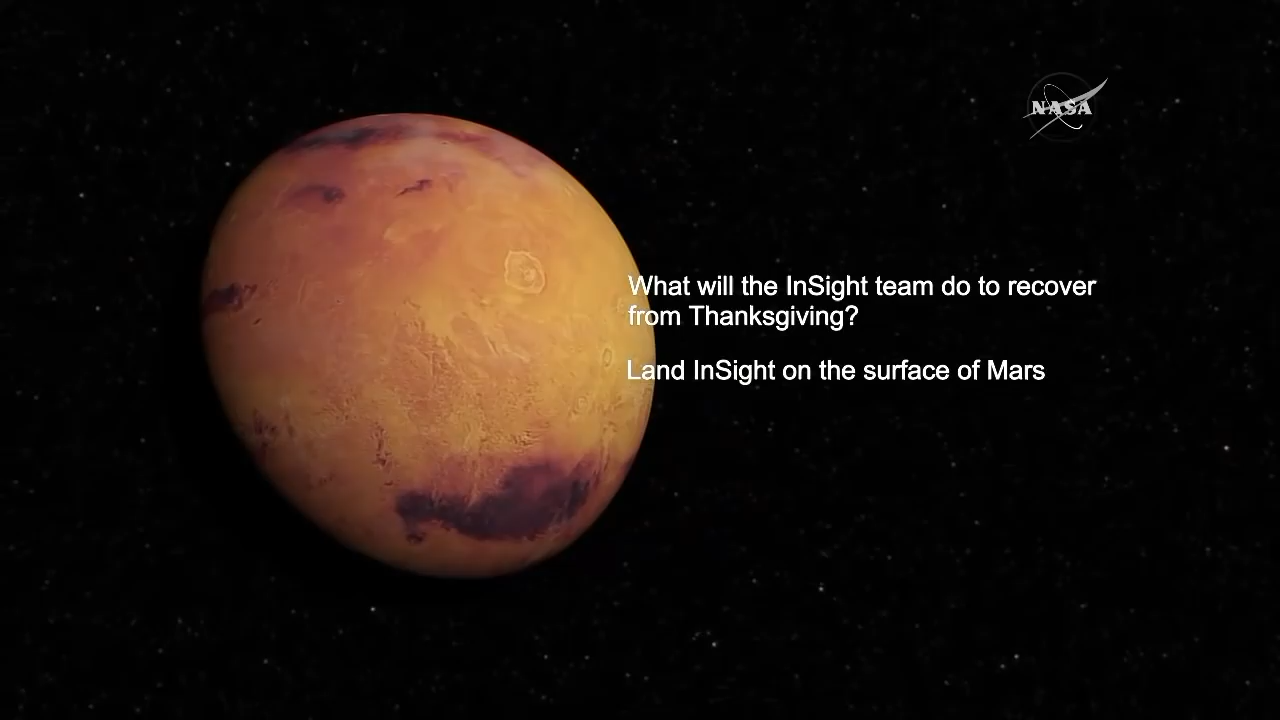 NASA
What will the InSight team do to recover
from Thanksgiving?
Land InSight on the surface of Mars